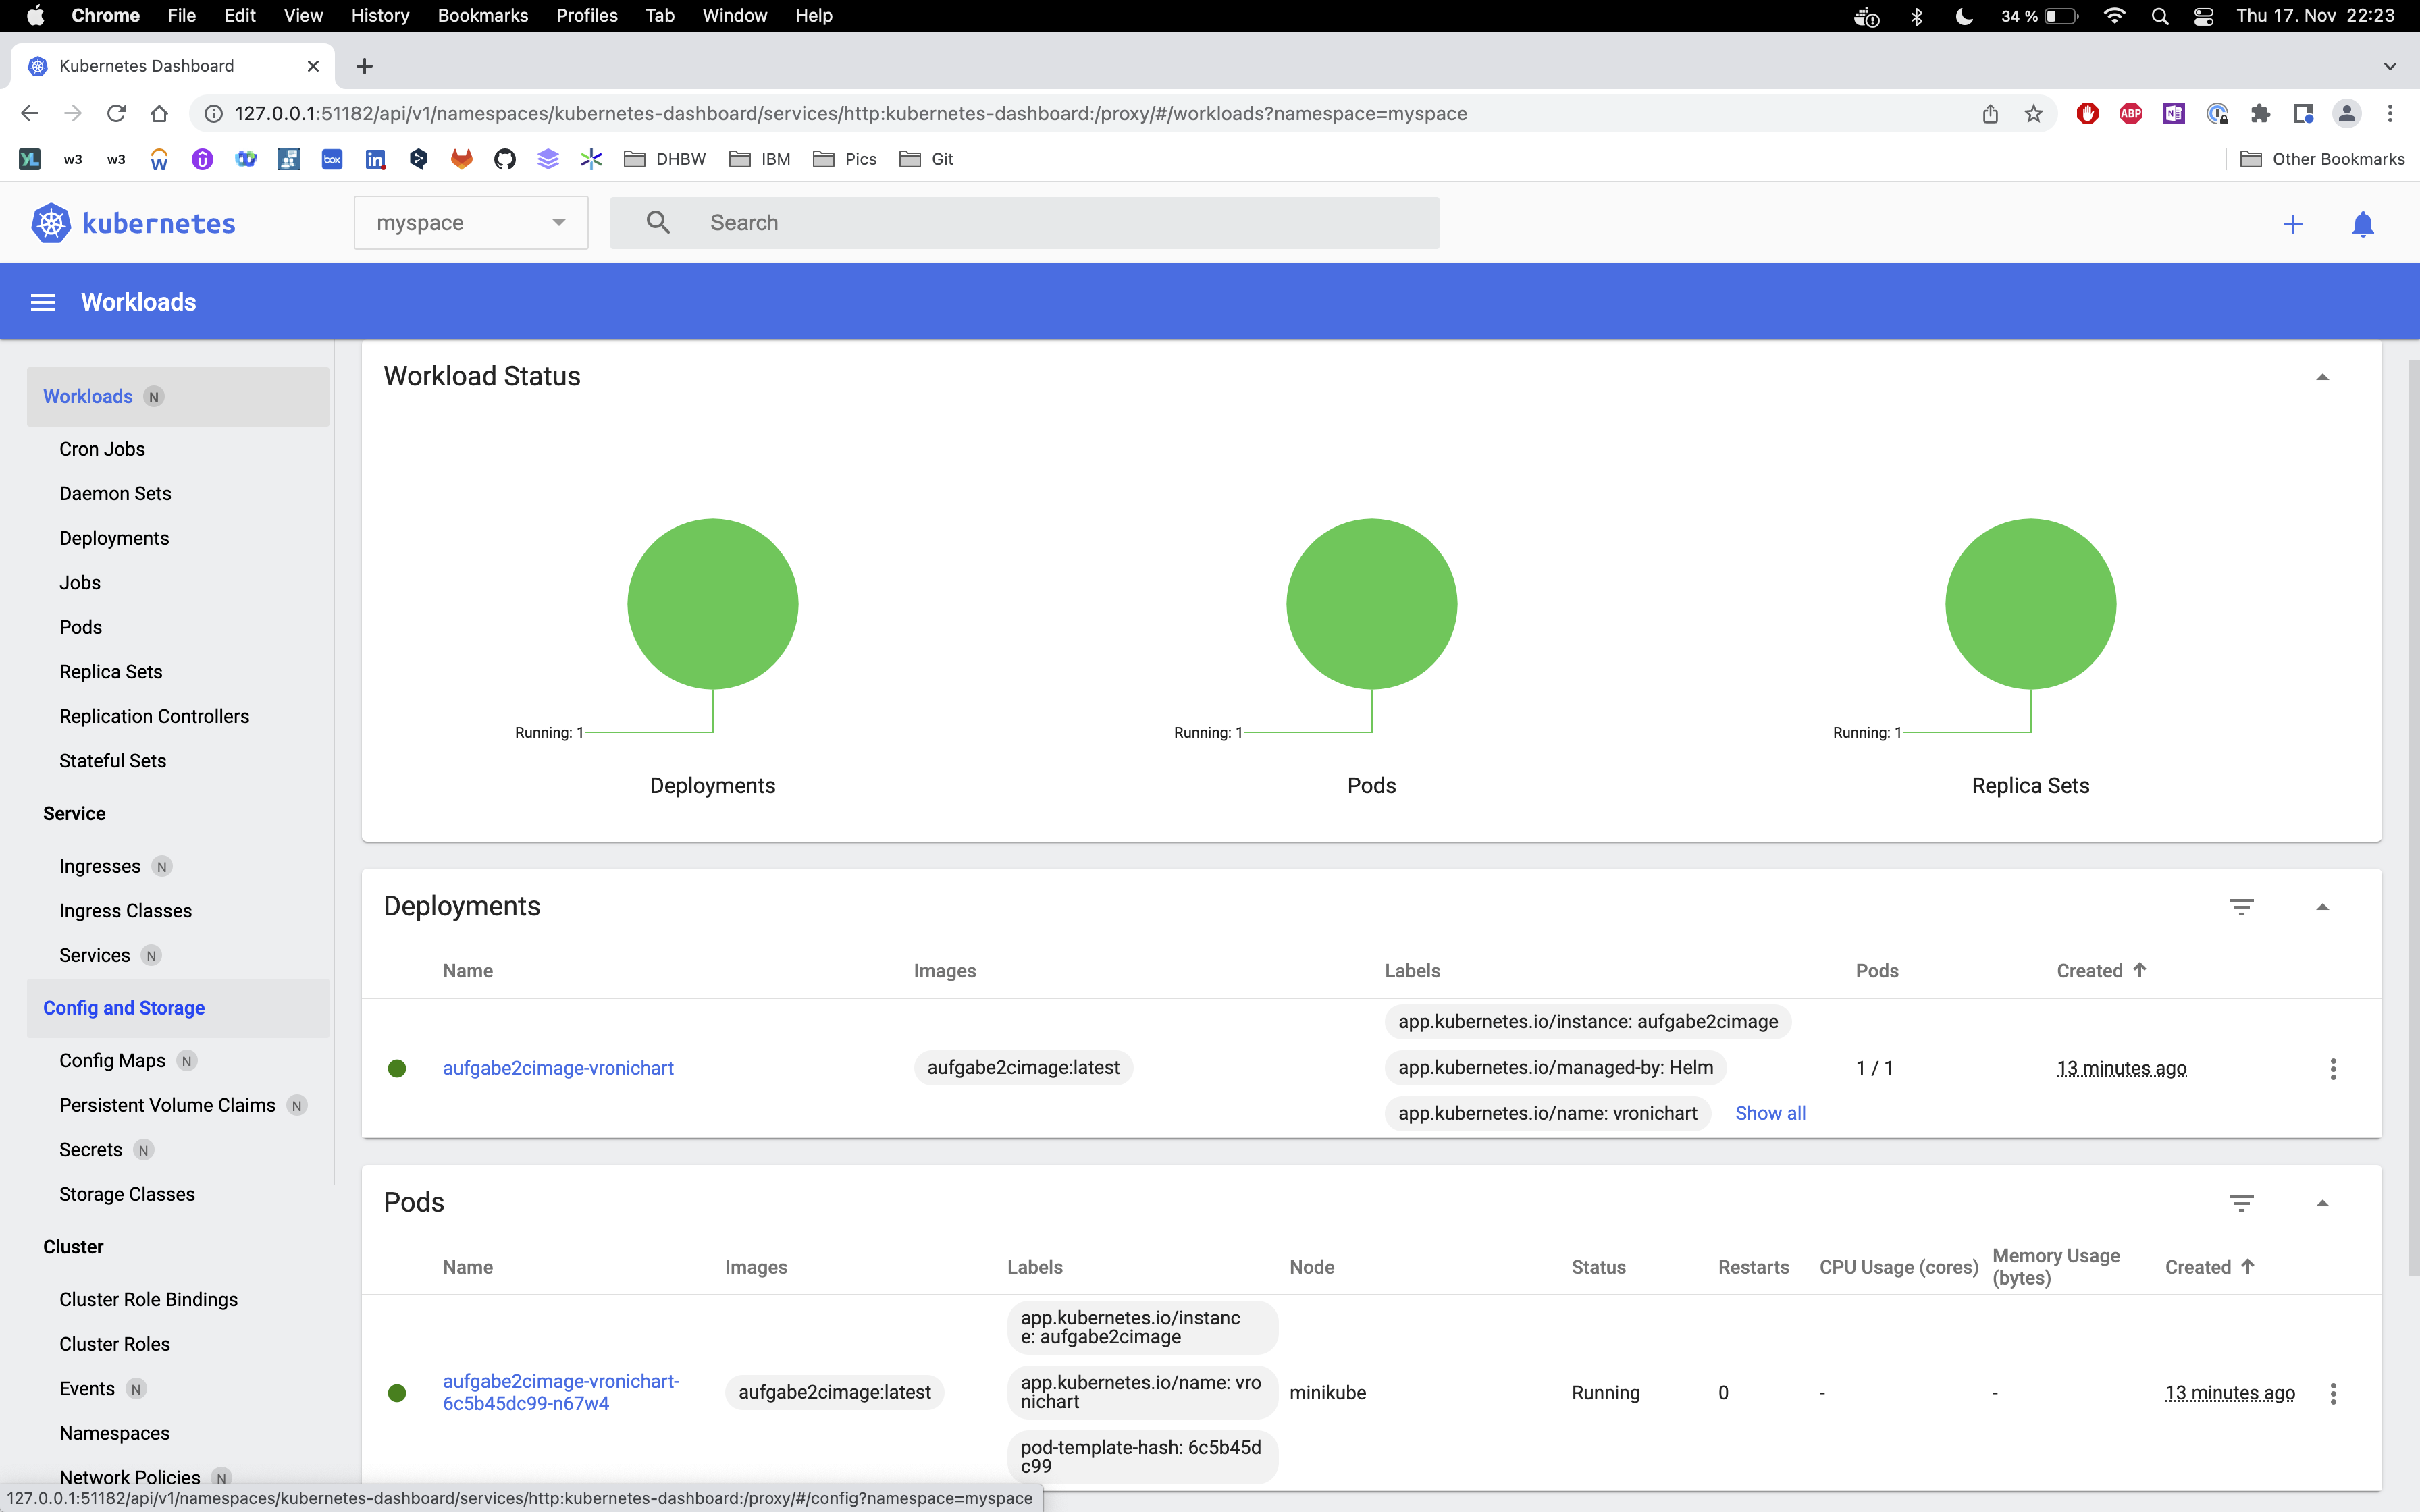 Chrome File Edit View History Bookmarks Profiles Tab Window Help 34 % Thu 17. Nov 22:23
Kubernetes Dashboard
127.0.0.1:51182/api/v1/namespaces/kubernetes-dashboard/services/http:kubernetes-dashboard:/proxy/#/workloads?namespace=myspace ABP N
YL w3 w3 w box in DHBW IBM Pics Git Other Bookmarks
kubernetes myspace Search
Workloads
Workloads N
Cron Jobs
Daemon Sets
Deployments
Jobs
Pods
Replica Sets
Replication Controllers
Stateful Sets
Service
Ingresses N
Ingress Classes
Services N
Config and Storage
Config Maps N
Persistent Volume Claims N
Secrets N
Storage Classes
Cluster
Cluster Role Bindings
Cluster Roles
Events N
Namespaces
Network Policies N
Workload Status
Running: 1 Running: 1 Running: 1
Deployments Pods Replica Sets
Deployments
Name Images Labels Pods Created
app.kubernetes.io/instance: aufgabe2cimage
aufgabe2cimage-vronichart aufgabe2cimage:latest app.kubernetes.io/managed-by: Helm 1 / 1 13 minutes ago
app.kubernetes.io/name: vronichart Show all
Pods
Name Images Labels Node Status Restarts CPU Usage (cores) Memory Usage
(bytes) Created
app.kubernetes.io/instanc
e: aufgabe2cimage
aufgabe2cimage-vronichart-
6c5b45dc99-n67w4
aufgabe2cimage:latest
app.kubernetes.io/name: vro
nichart
minikube Running 0 - - 13 minutes ago
pod-template-hash: 6c5b45d
c99
127.0.0.1:51182/api/v1/namespaces/kubernetes-dashboard/services/http:kubernetes-dashboard:/proxy/#/config?namespace=myspace